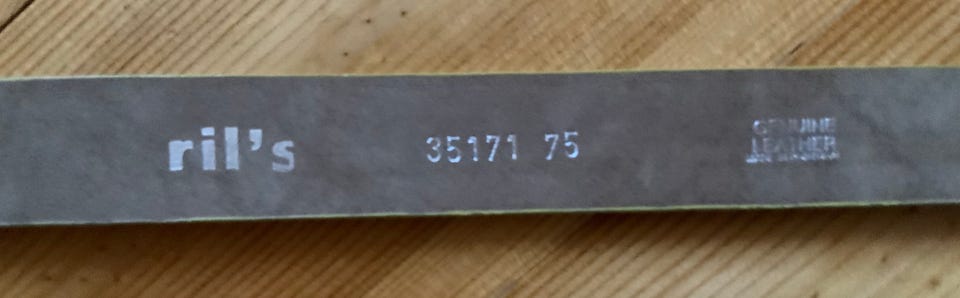 ril's
35171 75
GENUINE
LEATHER